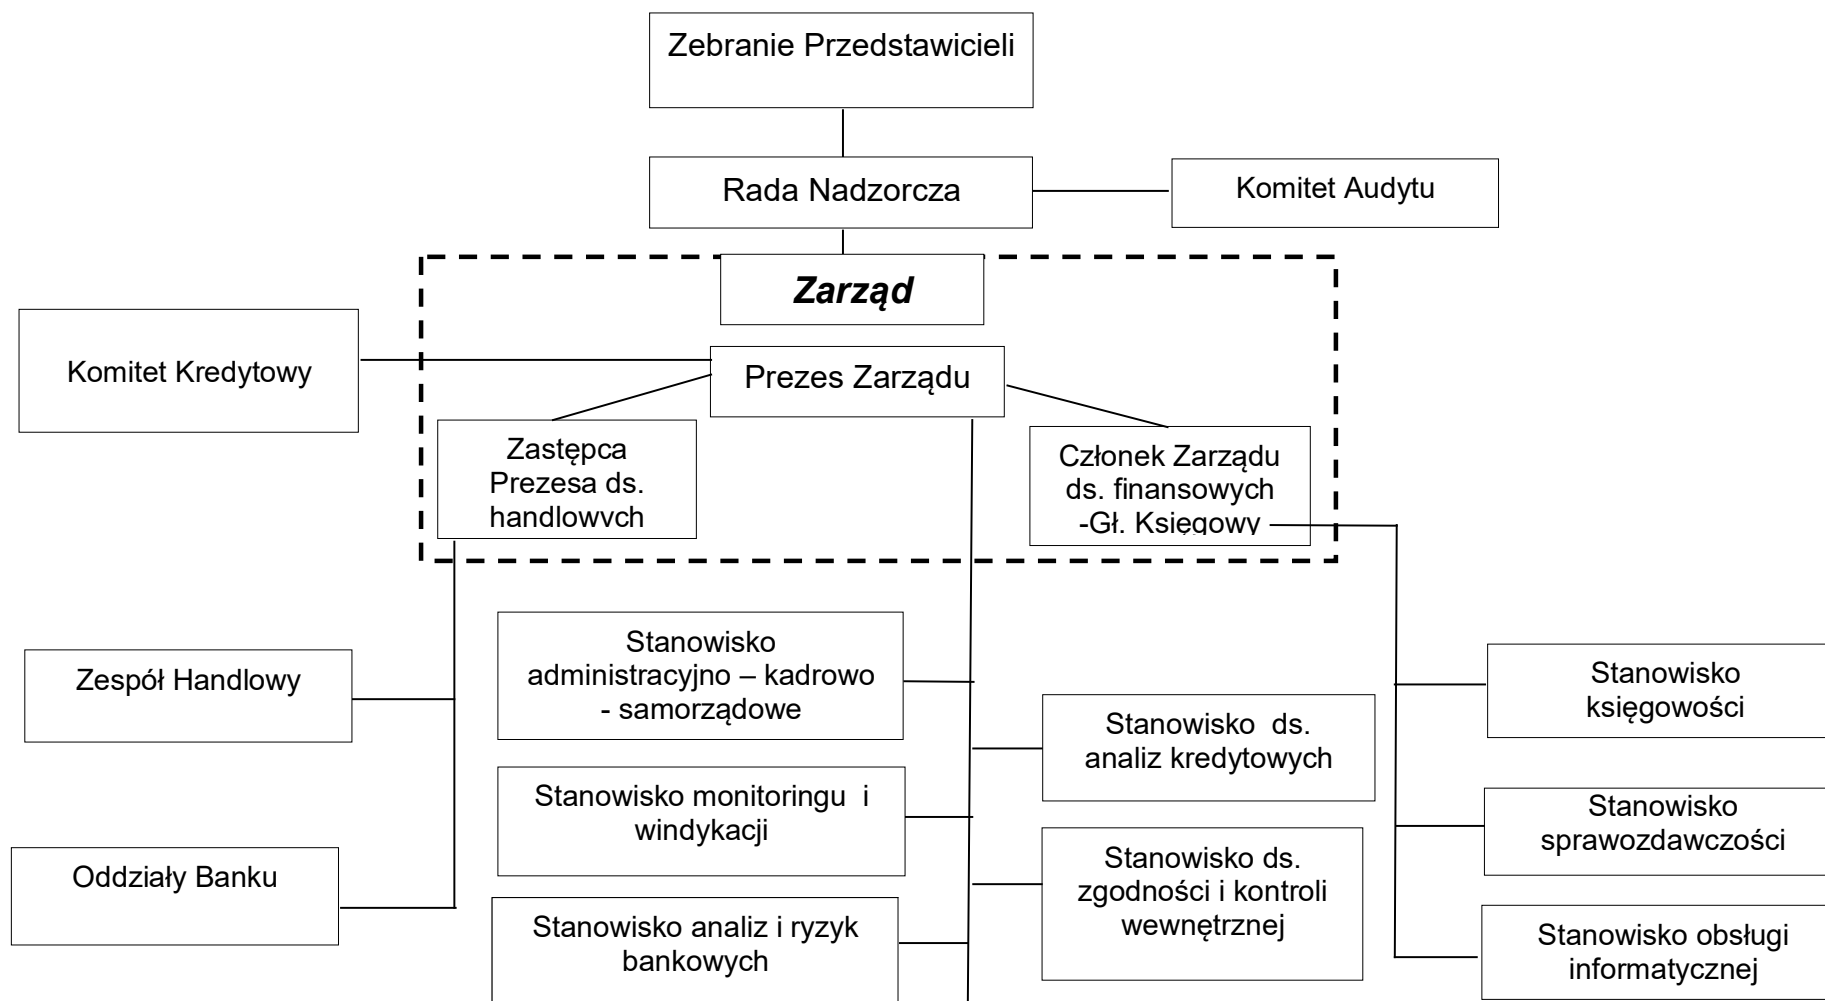 Zebranie Przedstawicieli
Rada Nadzorcza
Komitet Audytu
Zarząd
Komitet Kredytowy
Prezes Zarządu
Zastępca
Prezesa ds.
handlowych
Członek Zarządu
ds. finansowych
-Gł. Księgowy
Zespół Handlowy
Oddziały Banku
Stanowisko
administracyjno – kadrowo
- samorządowe
Stanowisko monitoringu i
windykacji
Stanowisko analiz i ryzyk
bankowych
Stanowisko ds.
analiz kredytowych
Stanowisko ds.
zgodności i kontroli
wewnętrznej
Stanowisko
księgowości
Stanowisko
sprawozdawczości
Stanowisko obsługi
informatycznej